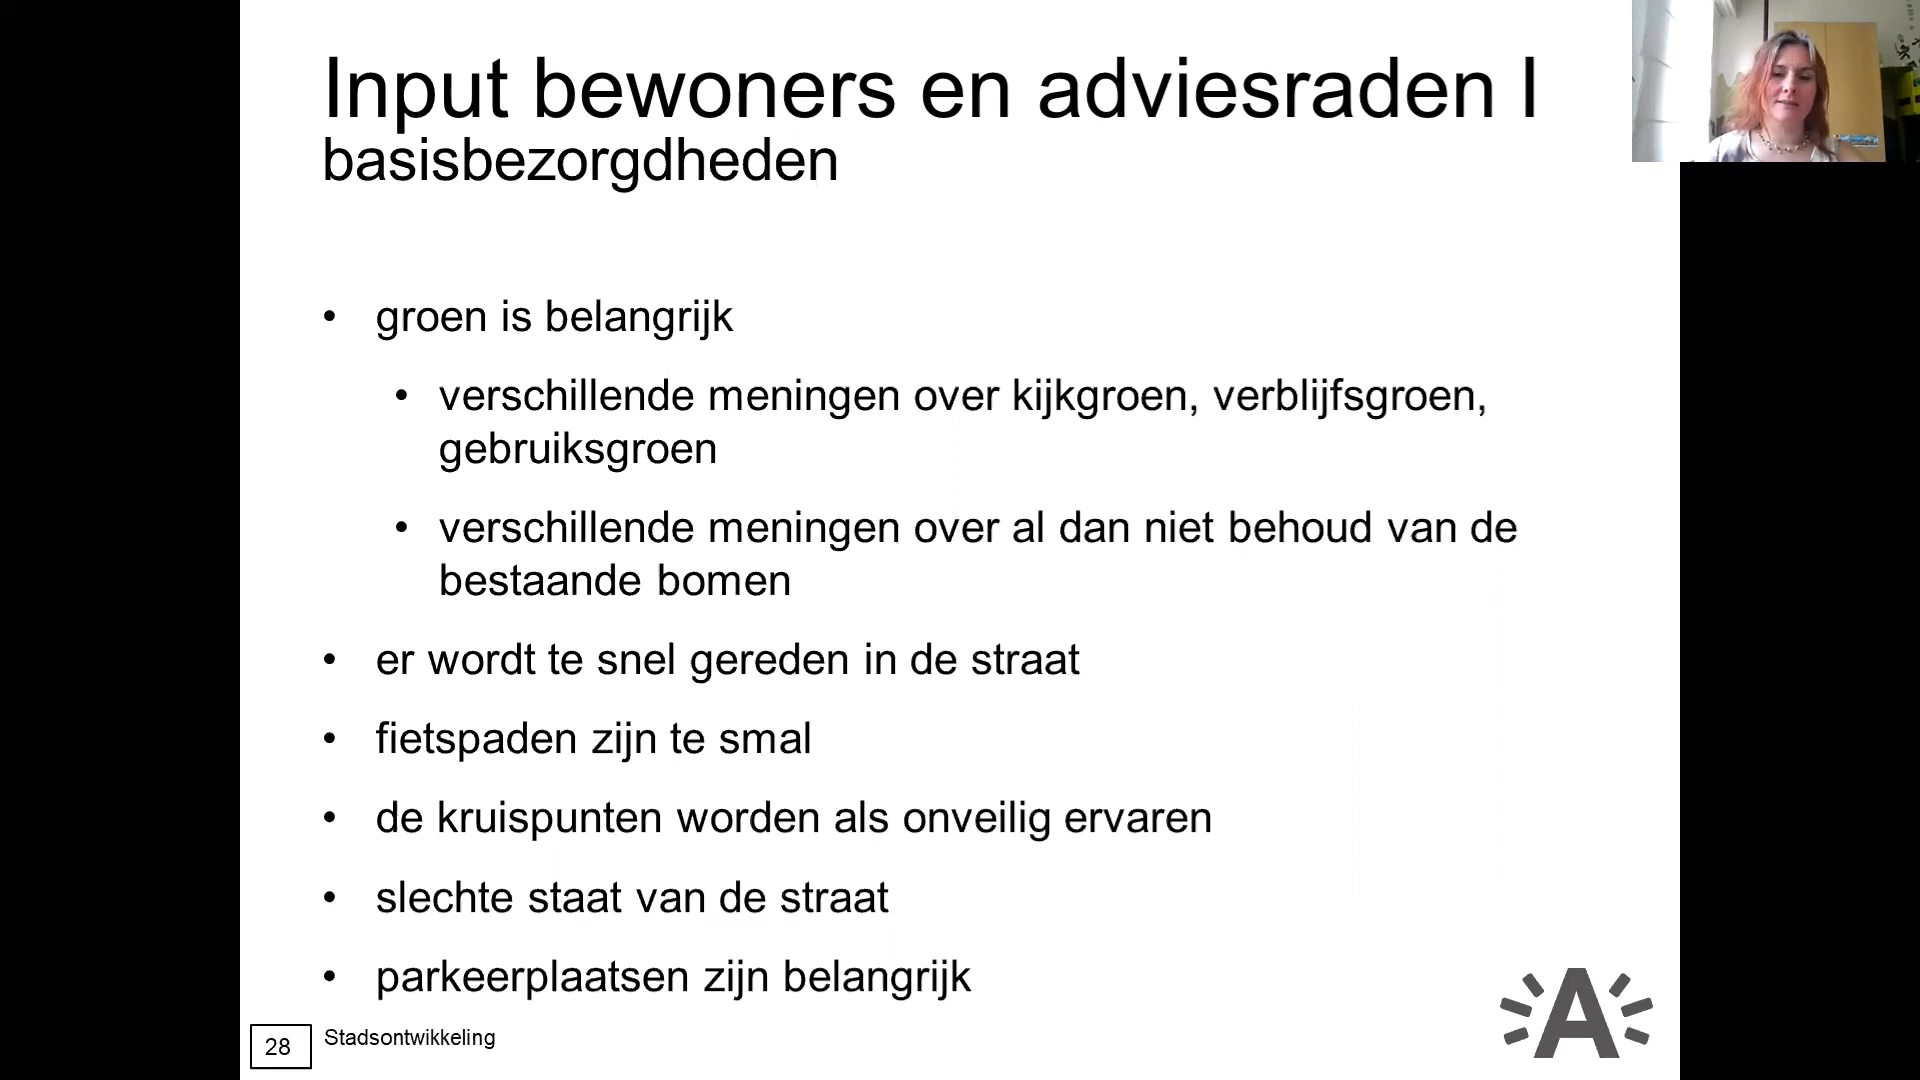 Input bewoners en adviesraden I
basisbezorgdheden
• groen is belangrijk
• verschillende meningen over kijkgroen, verblijfsgroen,
gebruiksgroen
• verschillende meningen over al dan niet behoud van de
bestaande bomen
• er wordt te snel gereden in de straat
• fietspaden zijn te smal
• de kruispunten worden als onveilig ervaren
• slechte staat van de straat
• parkeerplaatsen zijn belangrijk
28 Stadsontwikkeling
A